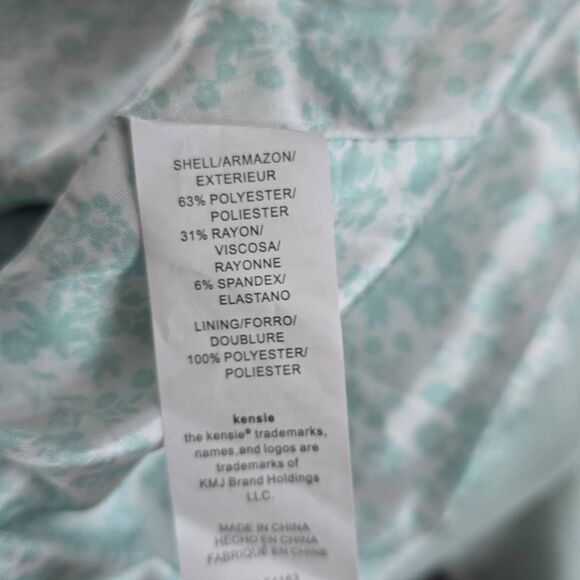 SHELL/ARMAZON/
EXTERIEUR
63% POLYESTER/
POLIESTER
31% RAYON/
VISCOSA/
RAYONNE
6% SPANDEX/
ELASTANO
LINING/FORRO/
DOUBLURE
100% POLYESTER/
POLIESTER
kensie
the kensie® trademarks,
names,and logos are
trademarks of
KMJ Brand Holdings
LLC.
MADE IN CHINA
HECHO EN CHINA
FABRIQUÉ EN CHINE